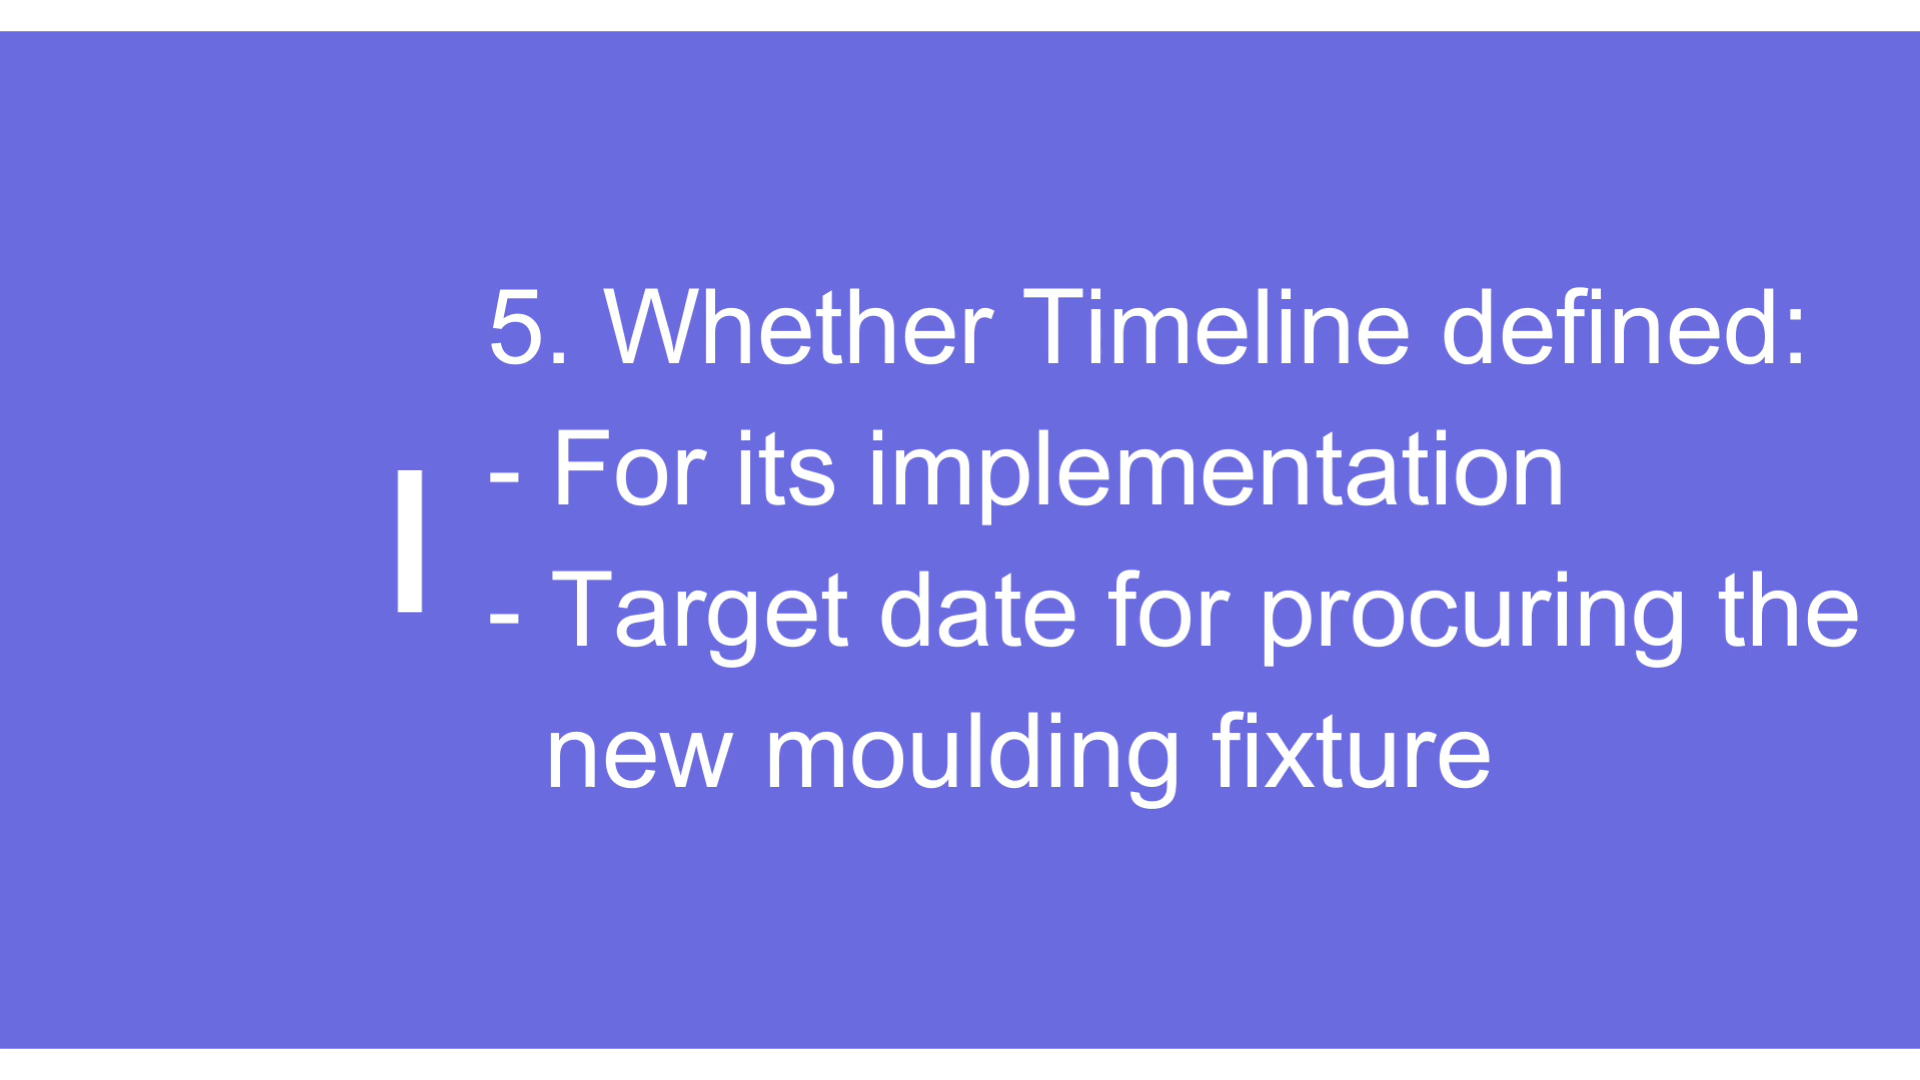 5. Whether Timeline defined:
- For its implementation
I
- Target date for procuring the
new moulding fixture